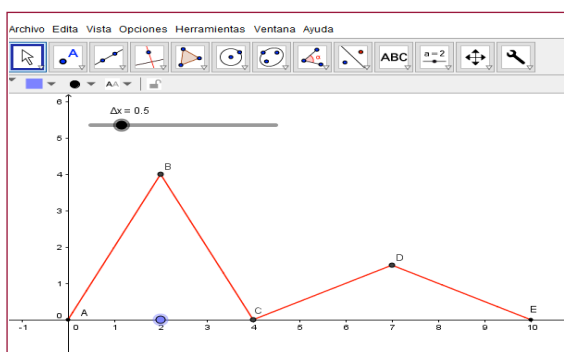 Archivo Edita Vista Opciones Herramientas Ventana Ayuda
A ABC a=2
AA
Δx = 0.5
6
5
4
3
2
1
0
B
D
A
C
E
-1 0 1 2 3 4 5 6 7 8 9 10